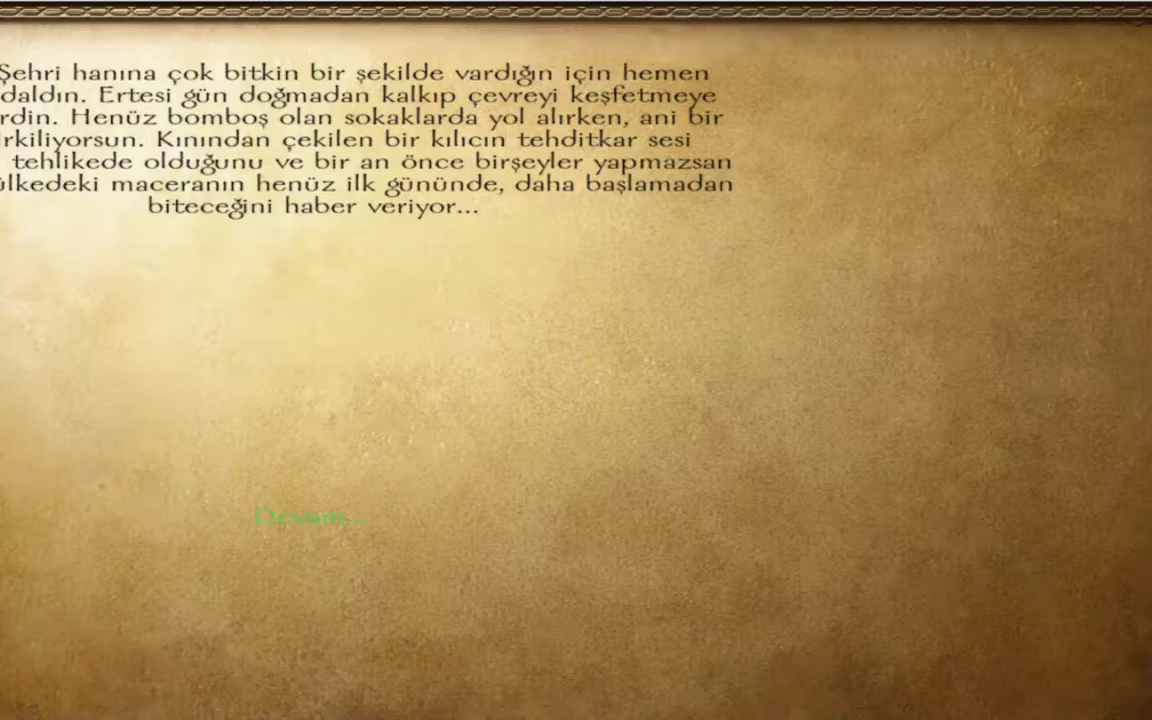 Şehri hanına çok bitkin bir şekilde vardığın için hemen
daldın. Ertesi gün doğmadan kalkıp çevreyi keşfetmeye
rdin. Henüz bomboş olan sokaklarda yol alırken, ani bir
irkiliyorsun. Kınından çekilen bir kılıcın tehditkar sesi
tehlikede olduğunu ve bir an önce birşeyler yapmazsan
ülkedeki maceranın henüz ilk gününde, daha başlamadan
biteceğini haber veriyor...
Devam...